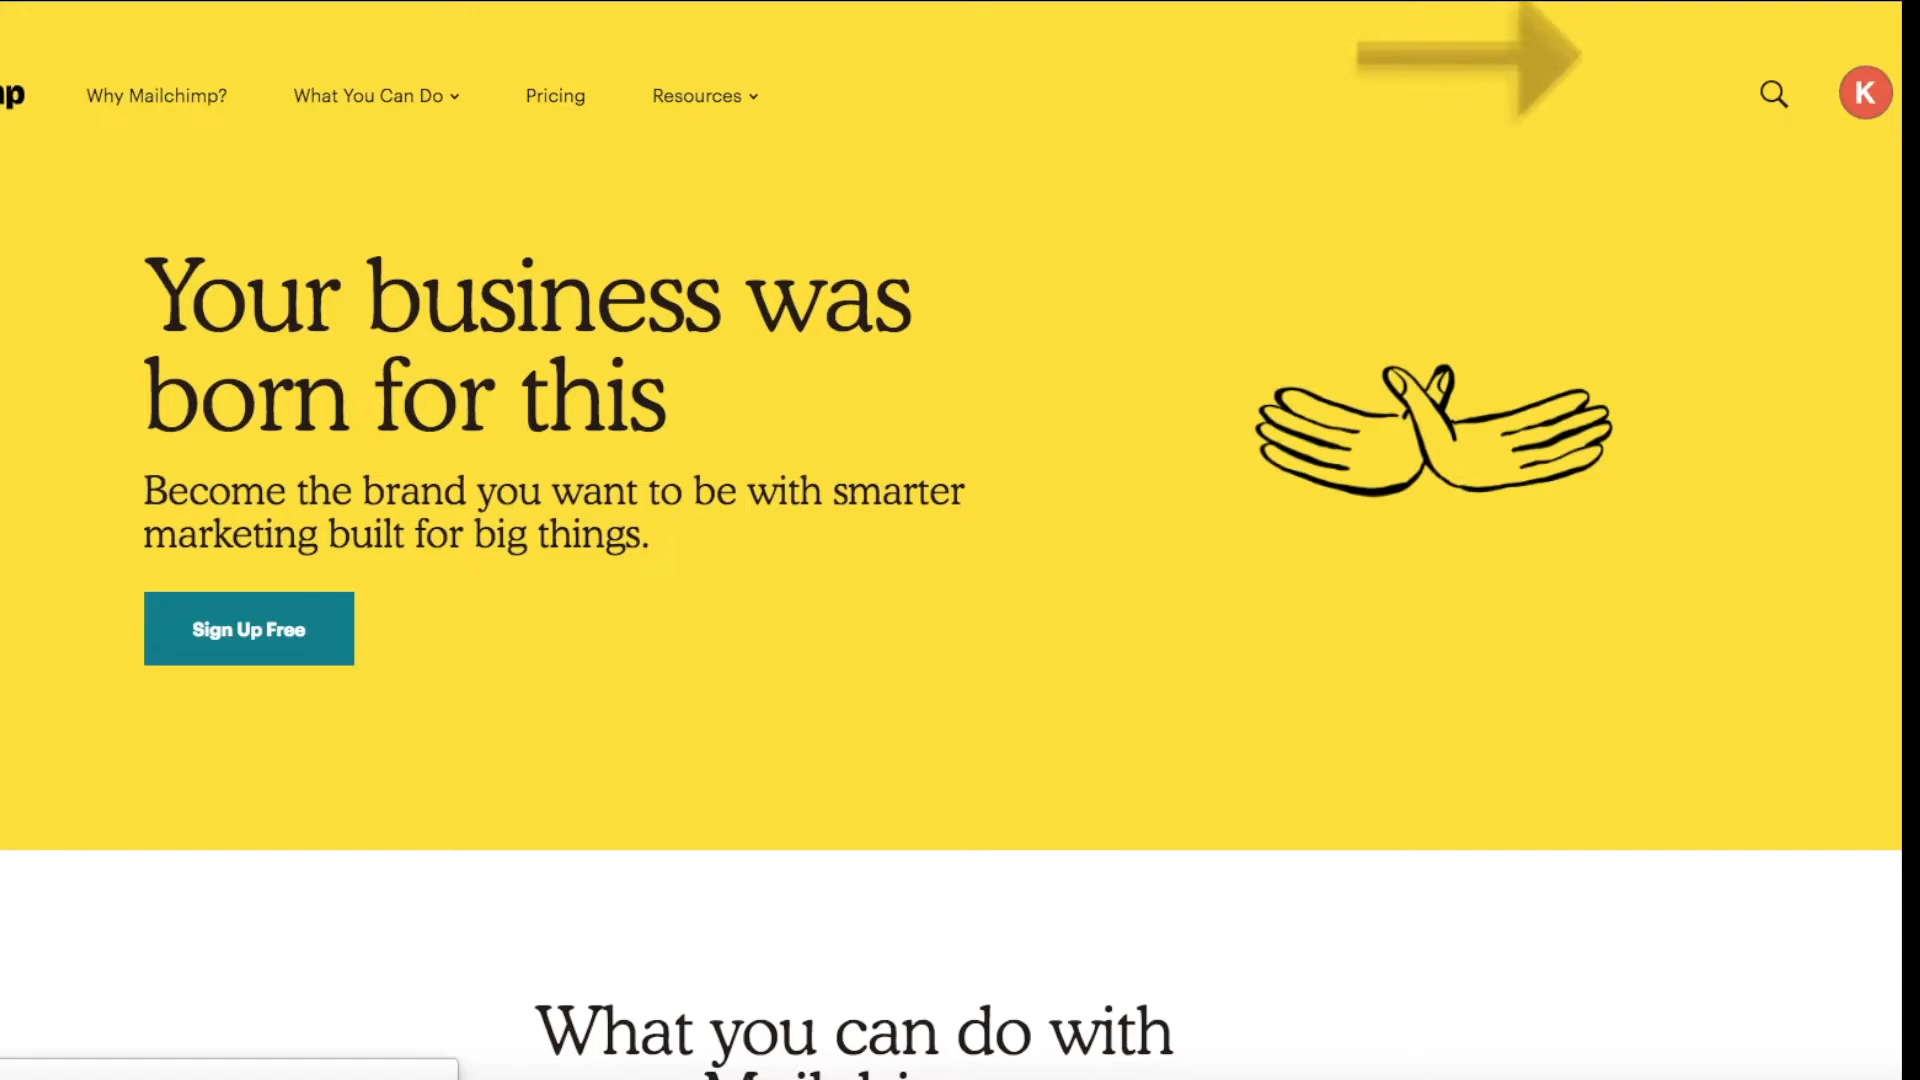 Why Mailchimp?
What You Can Do
Pricing
Resources
K
Your business was
born for this
Become the brand you want to be with smarter
marketing built for big things.
Sign Up Free
What you can do with